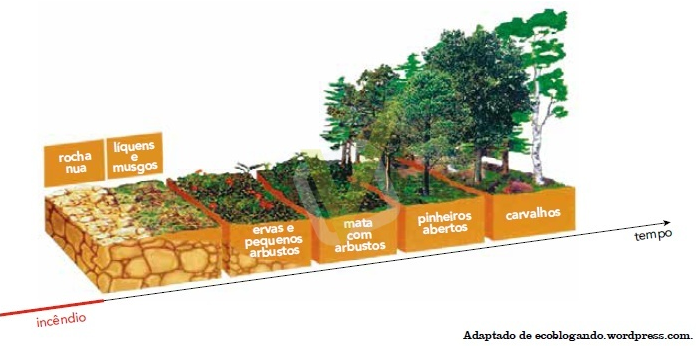 rocha
nua
líquens
e
musgos
ervas e
pequenos
arbustos
mata
com
arbustos
pinheiros
abertos
carvalhos
tempo
incêndio
Adaptado de ecoblogando.wordpress.com.